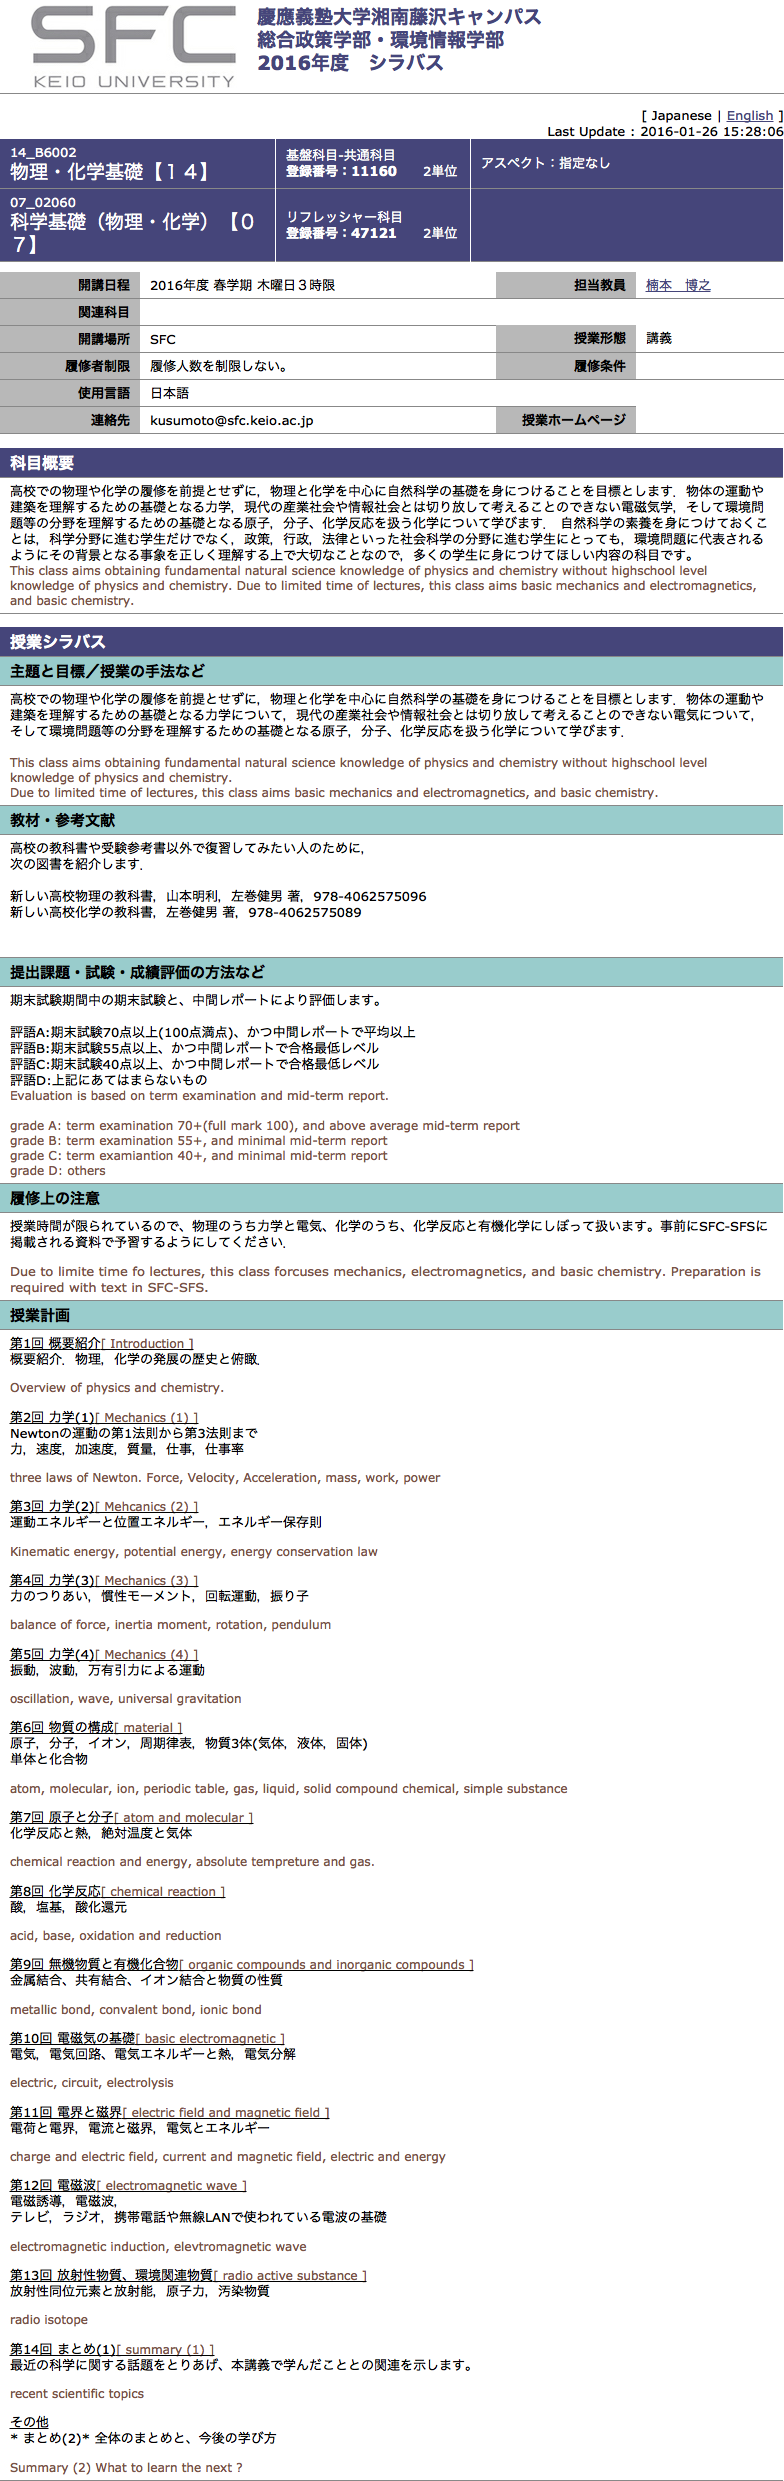 SFC
KEIO UNIVERSITY
慶應義塾大学湘南藤沢キャンパス
総合政策学部・環境情報学部
2016年度　シラバス
[ Japanese | English ]
Last Update : 2016-01-26 15:28:06
14_B6002
物理・化学基礎【１４】
基盤科目-共通科目
登録番号：11160　　2単位
アスペクト：指定なし
07_02060
科学基礎（物理・化学）【０
７】
リフレッシャー科目
登録番号：47121　　2単位
開講日程 2016年度 春学期 木曜日３時限 担当教員 楠本　博之
関連科目
開講場所 SFC 授業形態 講義
履修者制限 履修人数を制限しない。 履修条件
使用言語 日本語
連絡先 kusumoto@sfc.keio.ac.jp 授業ホームページ
科目概要
高校での物理や化学の履修を前提とせずに，物理と化学を中心に自然科学の基礎を身につけることを目標とします．物体の運動や
建築を理解するための基礎となる力学，現代の産業社会や情報社会とは切り放して考えることのできない電磁気学，そして環境問
題等の分野を理解するための基礎となる原子，分子、化学反応を扱う化学について学びます． 自然科学の素養を身につけておくこ
とは，科学分野に進む学生だけでなく，政策，行政，法律といった社会科学の分野に進む学生にとっても，環境問題に代表される
ようにその背景となる事象を正しく理解する上で大切なことなので，多くの学生に身につけてほしい内容の科目です。
This class aims obtaining fundamental natural science knowledge of physics and chemistry without highschool level
knowledge of physics and chemistry. Due to limited time of lectures, this class aims basic mechanics and electromagnetics,
and basic chemistry.
授業シラバス
主題と目標／授業の手法など
高校での物理や化学の履修を前提とせずに，物理と化学を中心に自然科学の基礎を身につけることを目標とします．物体の運動や
建築を理解するための基礎となる力学について，現代の産業社会や情報社会とは切り放して考えることのできない電気について，
そして環境問題等の分野を理解するための基礎となる原子，分子、化学反応を扱う化学について学びます．
This class aims obtaining fundamental natural science knowledge of physics and chemistry without highschool level
knowledge of physics and chemistry.
Due to limited time of lectures, this class aims basic mechanics and electromagnetics, and basic chemistry.
教材・参考文献
高校の教科書や受験参考書以外で復習してみたい人のために，
次の図書を紹介します．
新しい高校物理の教科書，山本明利，左巻健男 著，978-4062575096
新しい高校化学の教科書，左巻健男 著，978-4062575089
提出課題・試験・成績評価の方法など
期末試験期間中の期末試験と、中間レポートにより評価します。
評語A:期末試験70点以上(100点満点)、かつ中間レポートで平均以上
評語B:期末試験55点以上、かつ中間レポートで合格最低レベル
評語C:期末試験40点以上、かつ中間レポートで合格最低レベル
評語D:上記にあてはまらないもの
Evaluation is based on term examination and mid-term report.
grade A: term examination 70+(full mark 100), and above average mid-term report
grade B: term examination 55+, and minimal mid-term report
grade C: term examiantion 40+, and minimal mid-term report
grade D: others
履修上の注意
授業時間が限られているので、物理のうち力学と電気、化学のうち、化学反応と有機化学にしぼって扱います。事前にSFC-SFSに
掲載される資料で予習するようにしてください．
Due to limite time fo lectures, this class forcuses mechanics, electromagnetics, and basic chemistry. Preparation is
required with text in SFC-SFS.
授業計画
第1回 概要紹介[ Introduction ]
概要紹介．物理，化学の発展の歴史と俯瞰．
Overview of physics and chemistry.
第2回 力学(1)[ Mechanics (1) ]
Newtonの運動の第1法則から第3法則まで
力，速度，加速度，質量，仕事，仕事率
three laws of Newton. Force, Velocity, Acceleration, mass, work, power
第3回 力学(2)[ Mehcanics (2) ]
運動エネルギーと位置エネルギー，エネルギー保存則
Kinematic energy, potential energy, energy conservation law
第4回 力学(3)[ Mechanics (3) ]
力のつりあい，慣性モーメント，回転運動，振り子
balance of force, inertia moment, rotation, pendulum
第5回 力学(4)[ Mechanics (4) ]
振動，波動，万有引力による運動
oscillation, wave, universal gravitation
第6回 物質の構成[ material ]
原子，分子，イオン，周期律表，物質3体(気体，液体，固体)
単体と化合物
atom, molecular, ion, periodic table, gas, liquid, solid compound chemical, simple substance
第7回 原子と分子[ atom and molecular ]
化学反応と熱，絶対温度と気体
chemical reaction and energy, absolute tempreture and gas.
第8回 化学反応[ chemical reaction ]
酸，塩基，酸化還元
acid, base, oxidation and reduction
第9回 無機物質と有機化合物[ organic compounds and inorganic compounds ]
金属結合、共有結合、イオン結合と物質の性質
metallic bond, convalent bond, ionic bond
第10回 電磁気の基礎[ basic electromagnetic ]
電気，電気回路、電気エネルギーと熱，電気分解
electric, circuit, electrolysis
第11回 電界と磁界[ electric field and magnetic field ]
電荷と電界，電流と磁界，電気とエネルギー
charge and electric field, current and magnetic field, electric and energy
第12回 電磁波[ electromagnetic wave ]
電磁誘導，電磁波，
テレビ，ラジオ，携帯電話や無線LANで使われている電波の基礎
electromagnetic induction, elevtromagnetic wave
第13回 放射性物質、環境関連物質[ radio active substance ]
放射性同位元素と放射能，原子力，汚染物質
radio isotope
第14回 まとめ(1)[ summary (1) ]
最近の科学に関する話題をとりあげ、本講義で学んだこととの関連を示します。
recent scientific topics
その他
* まとめ(2)* 全体のまとめと、今後の学び方
Summary (2) What to learn the next ?